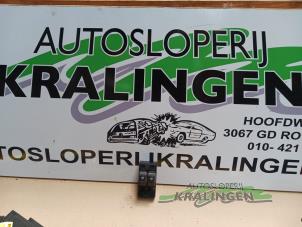 AUTOSLOPERIJ
KRALINGEN
HOOFDW
3067 GD RO
010- 421
TOSLOPERIJKRALINGEN.
AUTOSLOPERIJ
KRALINGEN